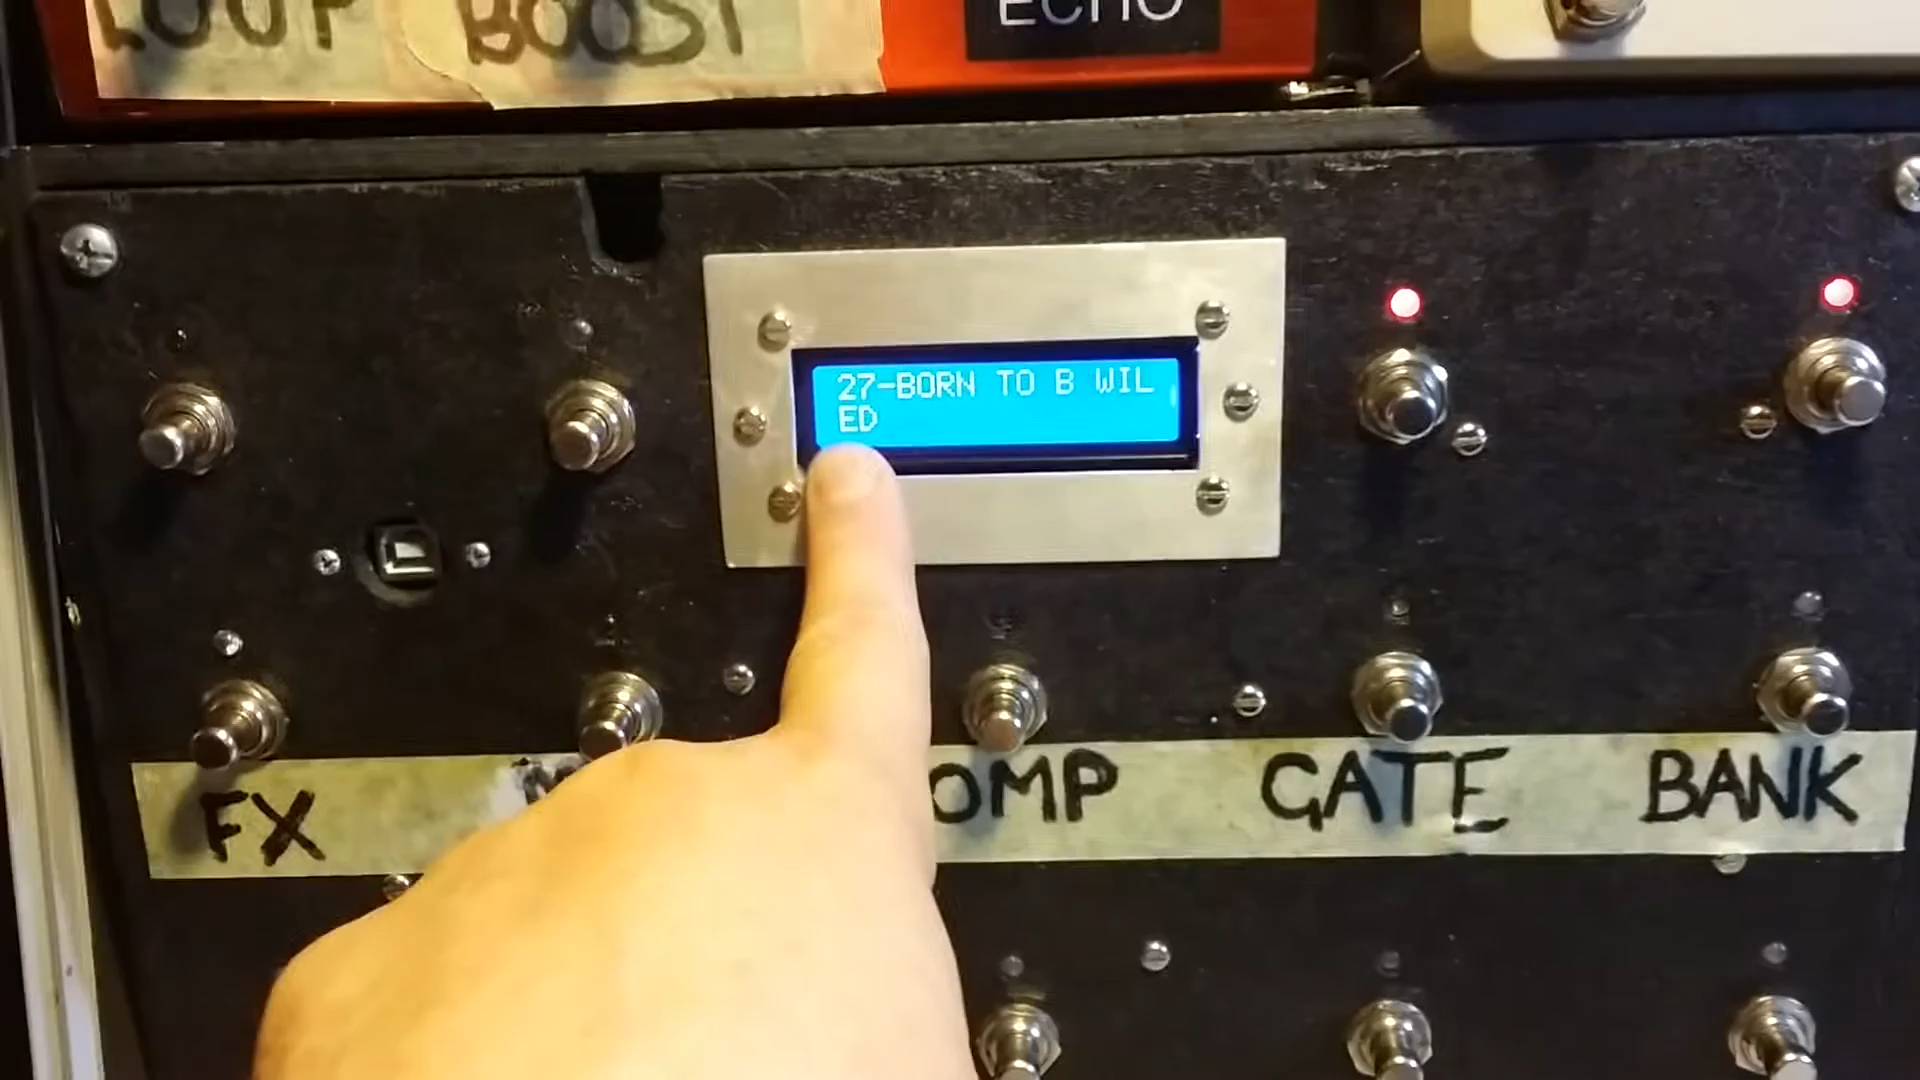 LOOP BOOST
ECHO
27-BORN TO B WIL
ED
FX OMP GATE BANK